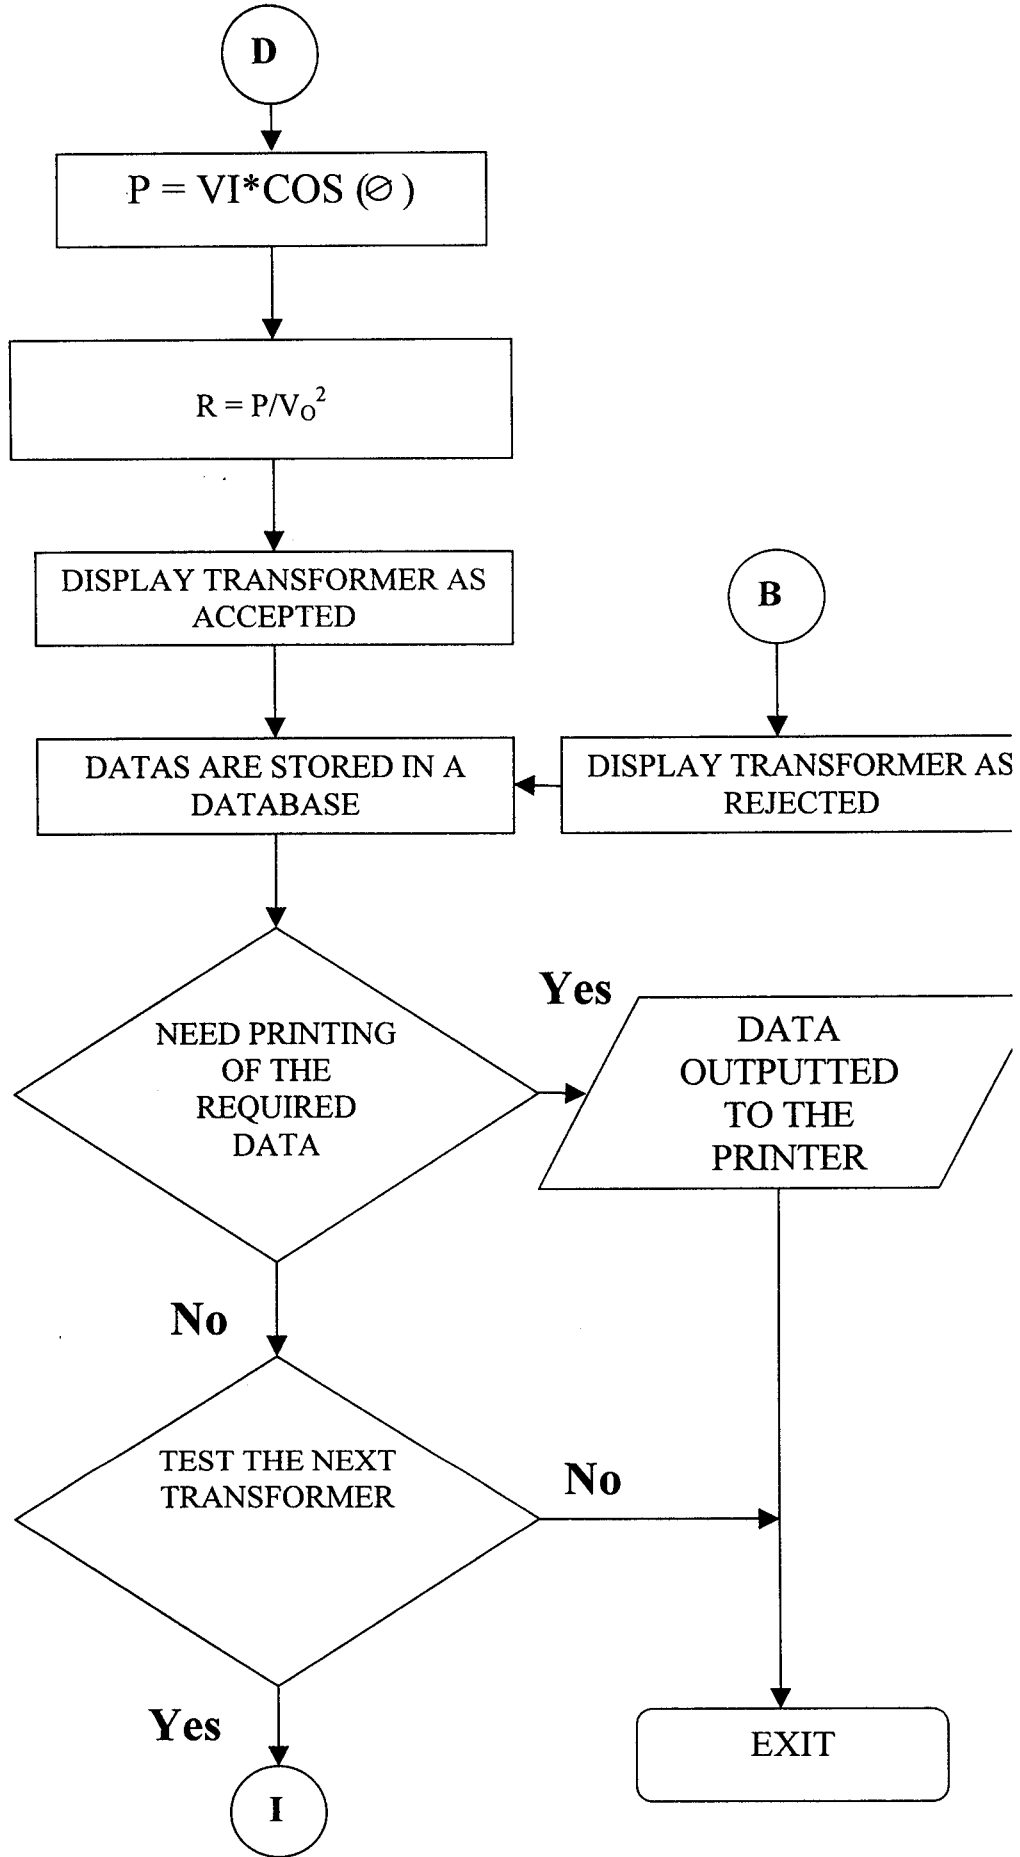 D
P = VI*COS (∅ )
R = P/V₀²
DISPLAY TRANSFORMER AS
ACCEPTED
B
DATAS ARE STORED IN A
DATABASE
DISPLAY TRANSFORMER AS
REJECTED
NEED PRINTING
OF THE
REQUIRED
DATA
Yes
DATA
OUTPUTTED
TO THE
PRINTER
No
TEST THE NEXT
TRANSFORMER
No
Yes
EXIT
I